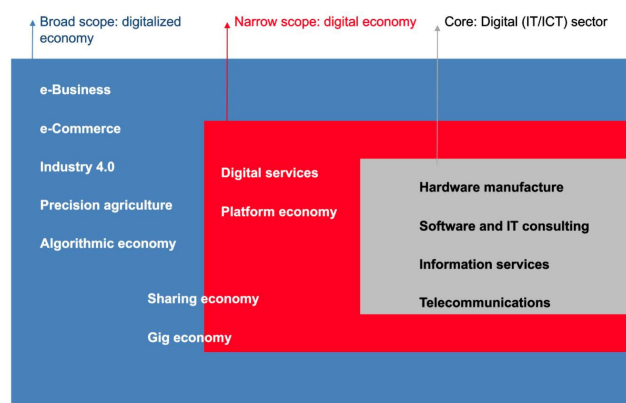 Broad scope: digitalized
economy
Narrow scope: digital economy
Core: Digital (IT/ICT) sector
e-Business
e-Commerce
Industry 4.0
Precision agriculture
Algorithmic economy
Sharing economy
Gig economy
Digital services
Platform economy
Hardware manufacture
Software and IT consulting
Information services
Telecommunications